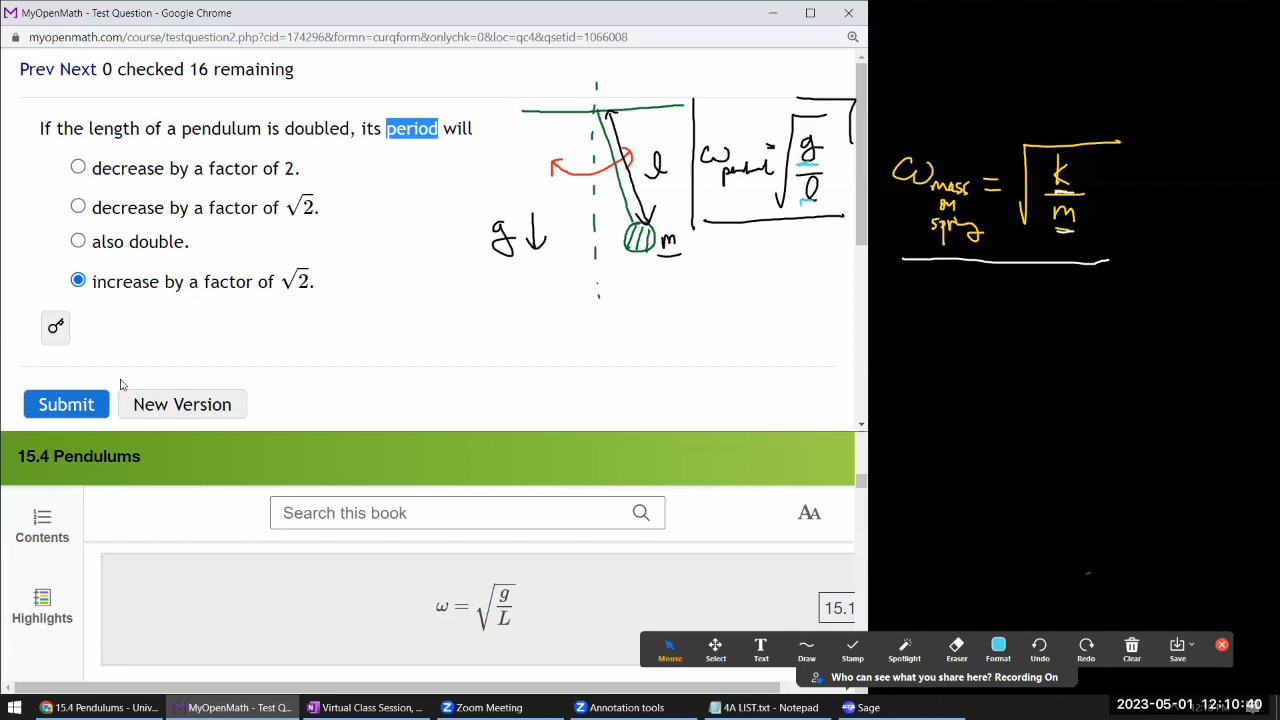 MyOpenMath - Test Question - Google Chrome
myopenmath.com/course/testquestion2.php?cid=174296&formn=curqform&onlychk=0&loc=qc4&qsetid=1066008
Prev Next 0 checked 16 remaining
If the length of a pendulum is doubled, its period will
decrease by a factor of 2.
decrease by a factor of √2.
also double.
increase by a factor of √2.
Submit
New Version
g
l
m
ω = √(g/l)
ω mass on spring = √(k/m)
15.4 Pendulums
Contents
Highlights
Search this book
AA
ω = √(g/L)
15.1
Mouse Select Text Draw Stamp Spotlight Eraser Format Undo Redo Clear Save
Who can see what you share here? Recording On
15.4 Pendulums - Univ...
MyOpenMath - Test Q...
Virtual Class Session, ...
Zoom Meeting
Annotation tools
4A LIST.txt - Notepad
Sage
2023-05-01 12:10:40